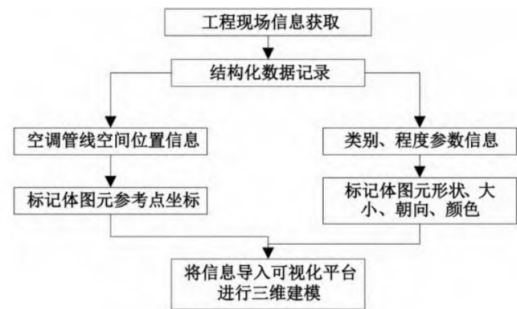 工程现场信息获取
结构化数据记录
空调管线空间位置信息
类别、程度参数信息
标记体图元参考点坐标
标记体图元形状、大
小、朝向、颜色
将信息导入可视化平台
进行三维建模